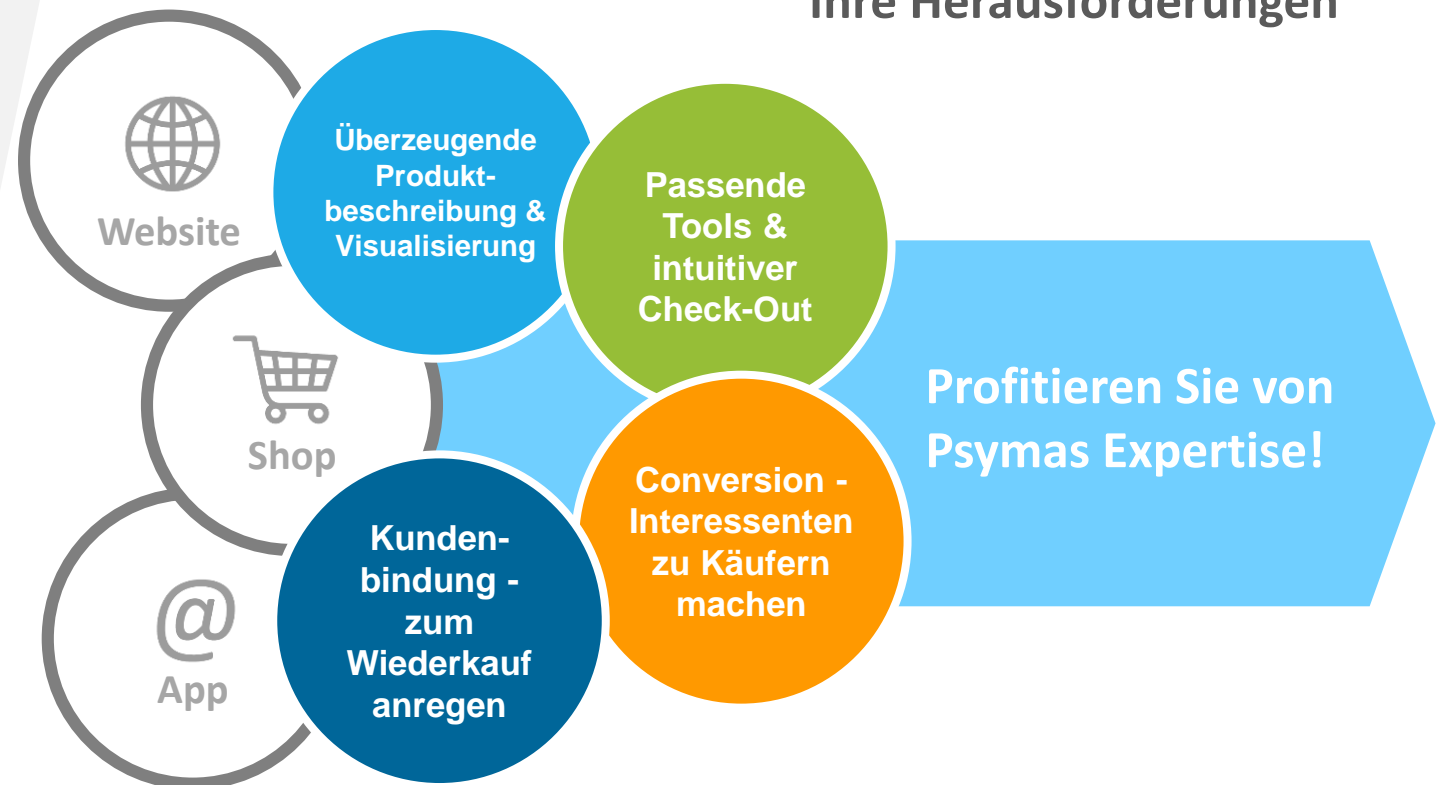 Ihre Herausforderungen
Website
Überzeugende
Produkt-
beschreibung &
Visualisierung
Passende
Tools &
intuitiver
Check-Out
Shop
Profitieren Sie von
Psymas Expertise!
Conversion -
Interessenten
zu Käufern
machen
Kunden-
bindung -
zum
Wiederkauf
anregen
@
App